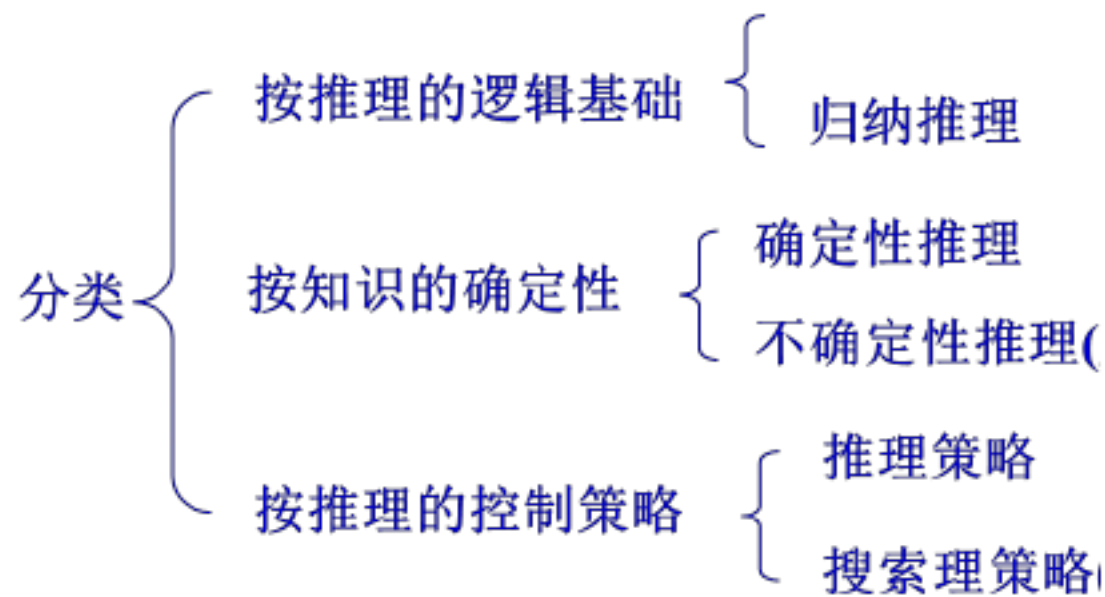 按推理的逻辑基础
归纳推理
确定性推理
分类
按知识的确定性
不确定性推理(
推理策略
按推理的控制策略
搜索理策略(